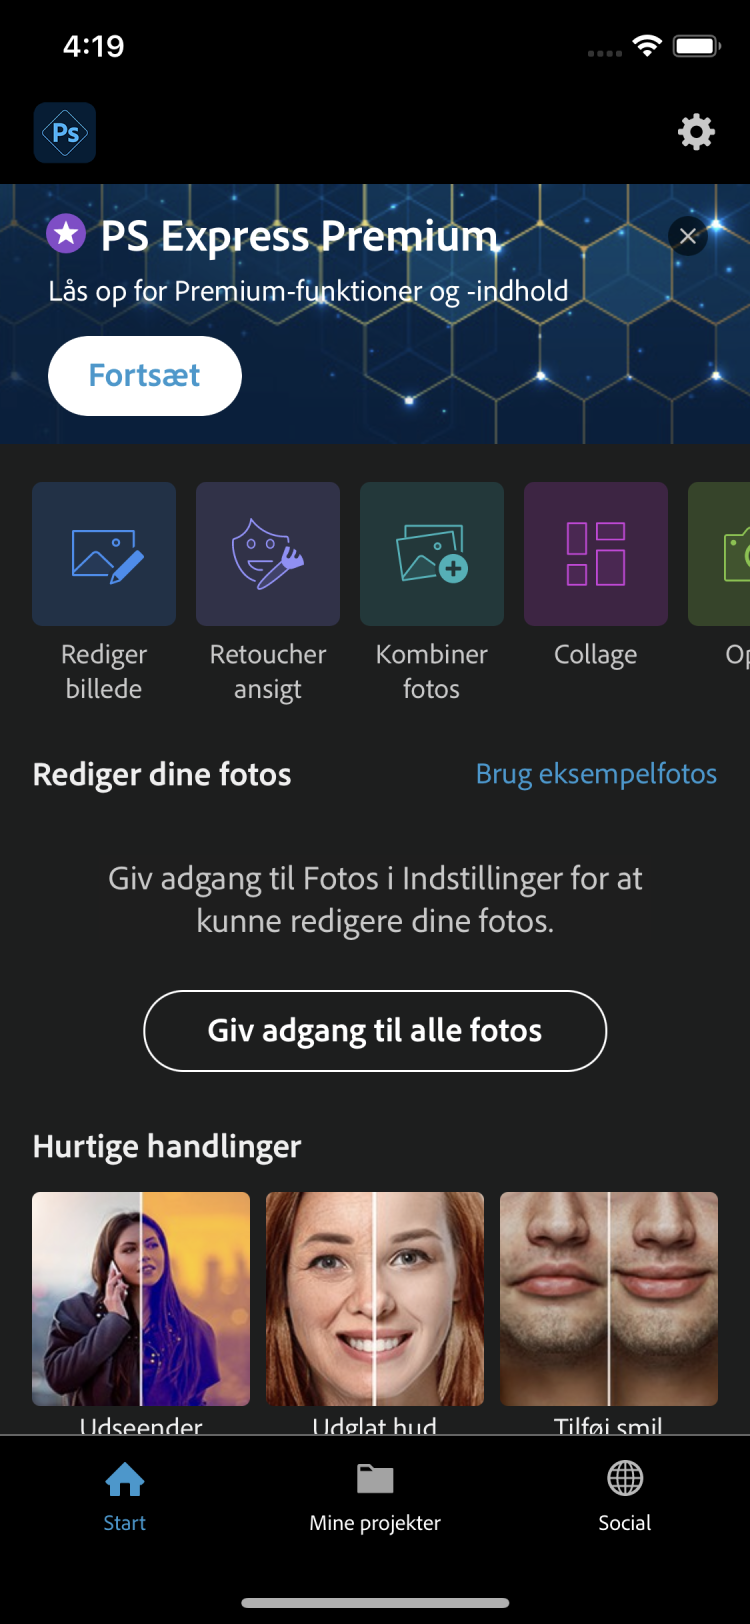 4:19
Ps
PS Express Premium
Lås op for Premium-funktioner og -indhold
Fortsæt
Rediger
billede
Retoucher
ansigt
Kombiner
fotos
Collage
Op
Rediger dine fotos
Brug eksempelfotos
Giv adgang til Fotos i Indstillinger for at
kunne redigere dine fotos.
Giv adgang til alle fotos
Hurtige handlinger
Udseender
Udglat hud
Tilføj smil
Start
Mine projekter
Social